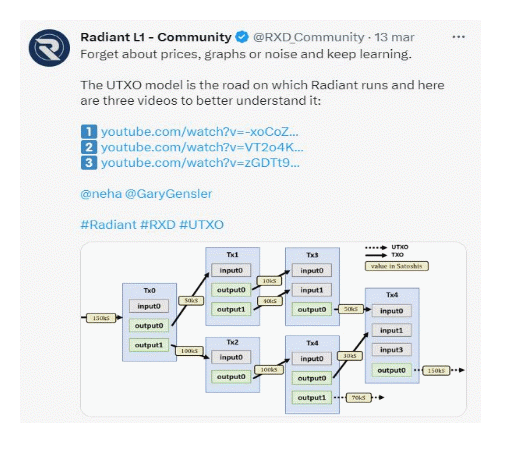 Radiant L1 - Community @RXD_Community · 13 mar ...
Forget about prices, graphs or noise and keep learning.
The UTXO model is the road on which Radiant runs and here
are three videos to better understand it:
1 youtube.com/watch?v=-xoCoZ...
2 youtube.com/watch?v=VT2o4K...
3 youtube.com/watch?v=zGDTt9...
@neha @GaryGensler
#Radiant #RXD #UTXO
UTXO
TXO
value in Satoshis
150kS
Tx0
input0
output0
output1
50kS
100kS
Tx1
input0
output0
output1
Tx2
input0
output0
10kS
40kS
100kS
Tx3
input0
input1
output0
Tx4
input0
output0
output1
50kS
30kS
70kS
Tx4
input0
input1
input3
output0
150kS